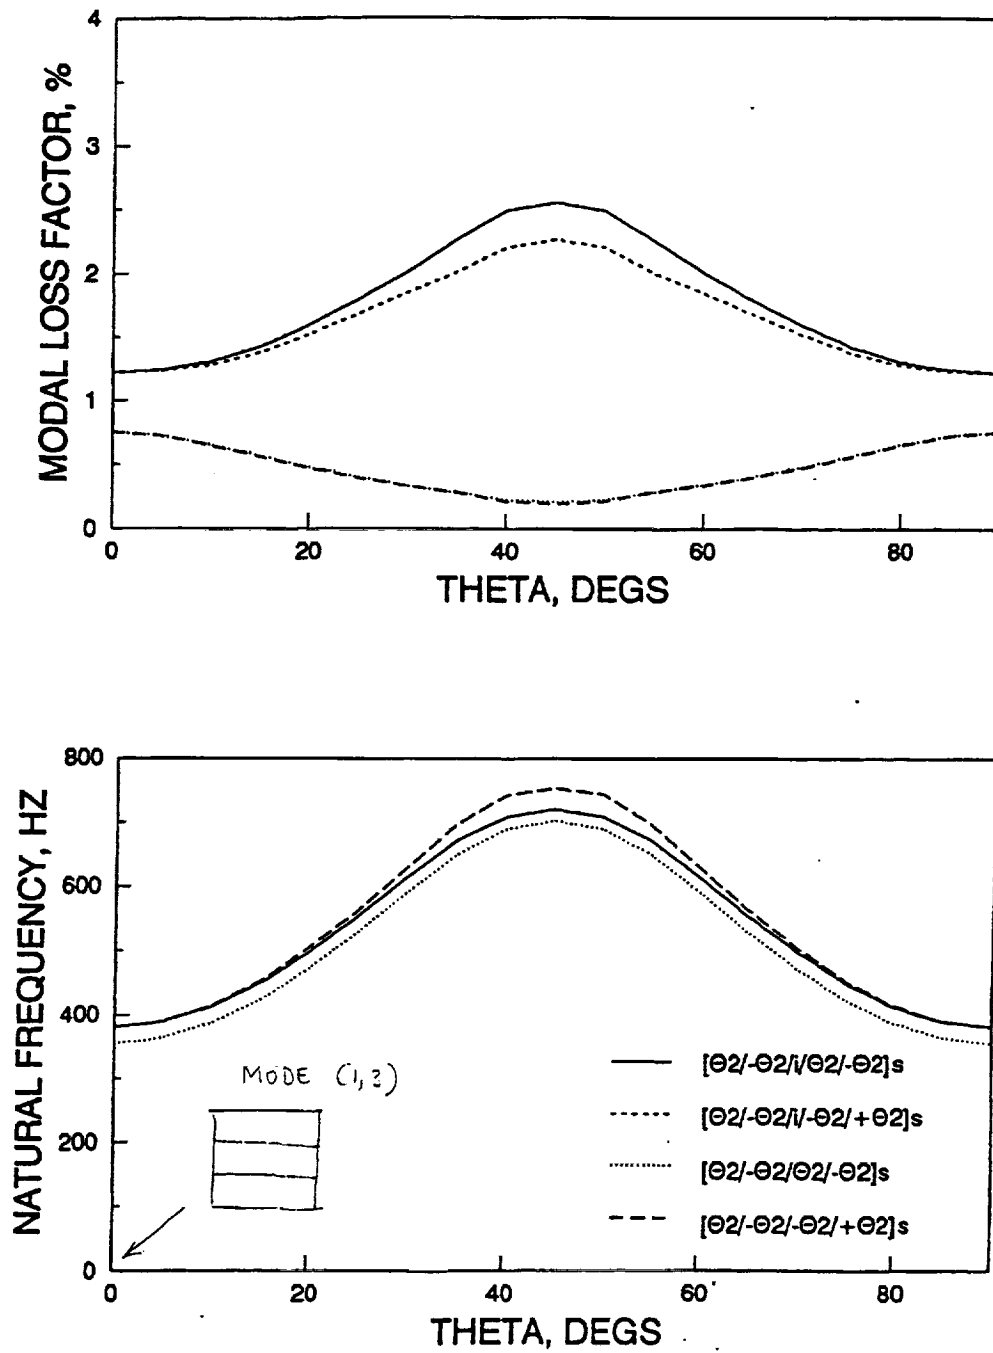 4
3
2
1
0
MODAL LOSS FACTOR, %
0 20 40 60 80
THETA, DEGS
800
600
400
200
0
NATURAL FREQUENCY, HZ
MODE (1,3)
[Θ2/-Θ2/i/Θ2/-Θ2]s
[Θ2/-Θ2/i/-Θ2/+Θ2]s
[Θ2/-Θ2/Θ2/-Θ2]s
[Θ2/-Θ2/-Θ2/+Θ2]s
0 20 40 60 80
THETA, DEGS